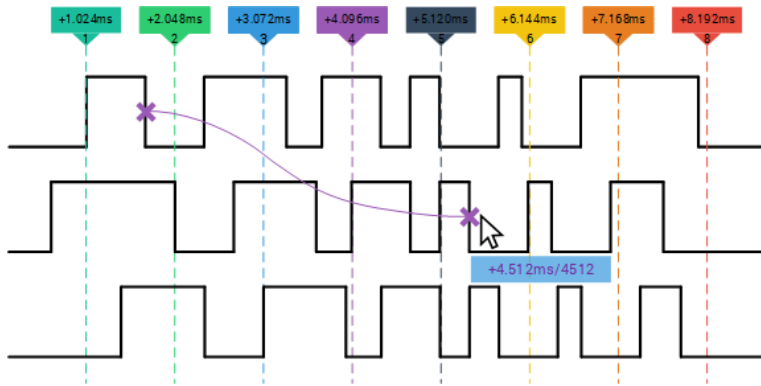 +1.024ms
1
+2.048ms
2
+3.072ms
3
+4.096ms
4
+5.120ms
5
+6.144ms
6
+7.168ms
7
+8.192ms
8
+4.512ms/4512